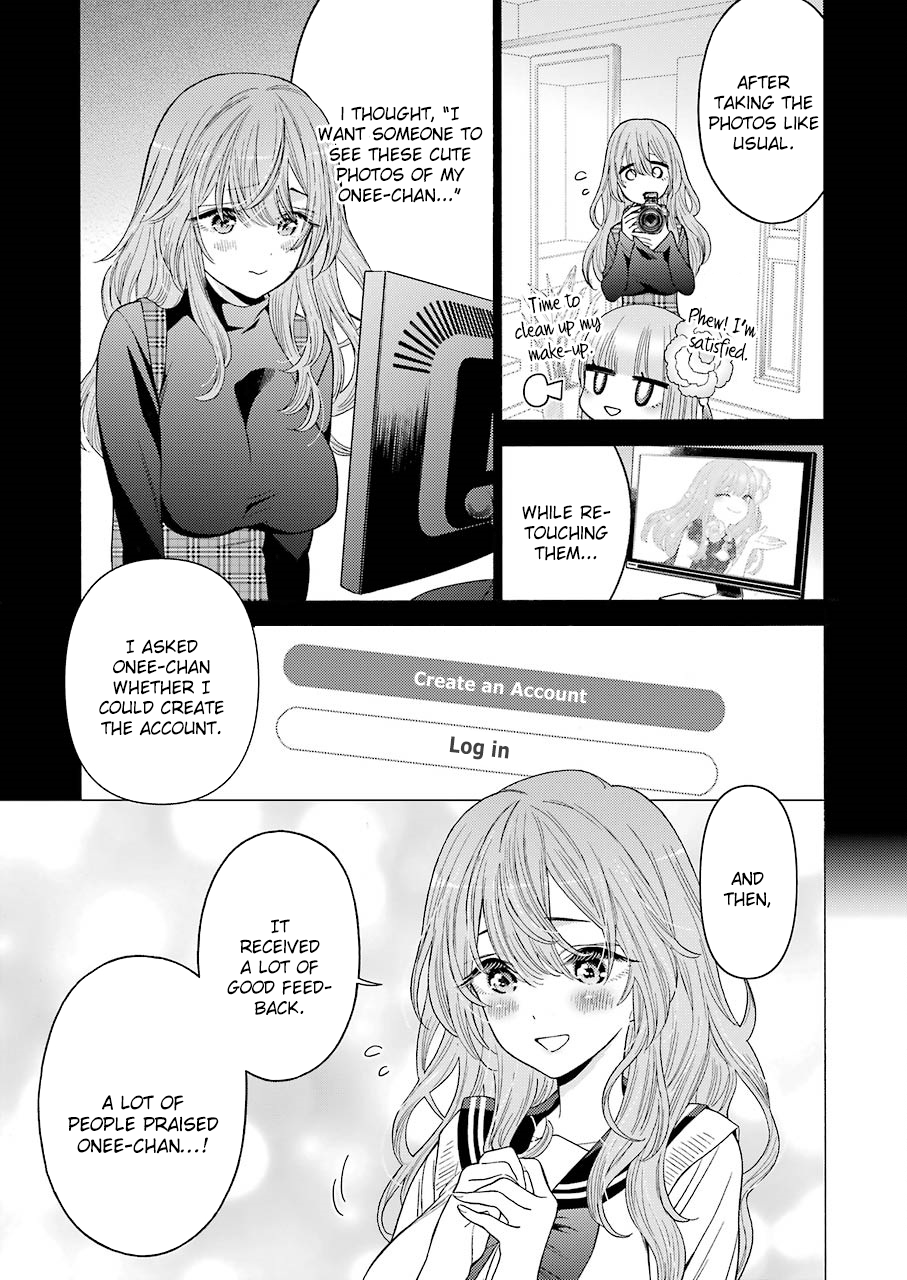 AFTER
TAKING THE
PHOTOS LIKE
USUAL.
Phew! I'm
satisfied.
Time to
clean up my
make-up.
WHILE RE-
TOUCHING
THEM...
I THOUGHT, "I
WANT SOMEONE TO
SEE THESE CUTE
PHOTOS OF MY
ONEE-CHAN..."
I ASKED
ONEE-CHAN
WHETHER I
COULD CREATE
THE ACCOUNT.
Create an Account
Log in
AND
THEN,
IT
RECEIVED
A LOT OF
GOOD FEED-
BACK.
A LOT OF
PEOPLE PRAISED
ONEE-CHAN...!